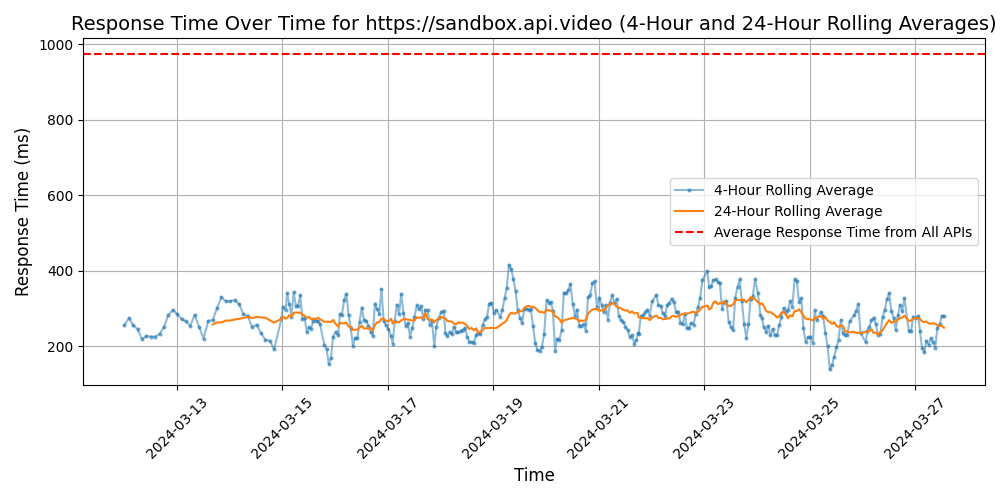 Response Time Over Time for https://sandbox.api.video (4-Hour and 24-Hour Rolling Averages)
Response Time (ms)
1000
800
600
400
200
4-Hour Rolling Average
24-Hour Rolling Average
Average Response Time from All APIs
2024-03-13
2024-03-15
2024-03-17
2024-03-19
2024-03-21
2024-03-23
2024-03-25
2024-03-27
Time